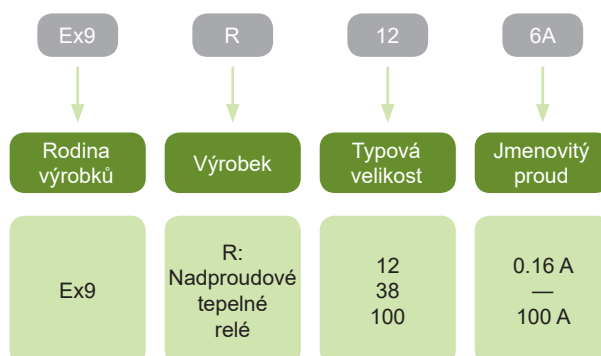 Ex9
R
12
6A
Rodina
výrobků
Výrobek
Typová
velikost
Jmenovitý
proud
Ex9
R:
Nadproudové
tepelné
relé
12
38
100
0.16 A
—
100 A